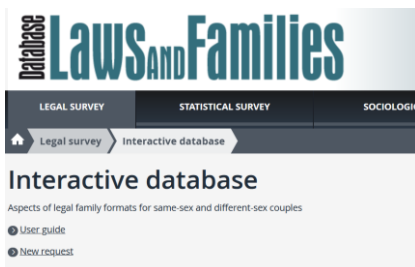 Database
LAWSANDFamilies
LEGAL SURVEY
STATISTICAL SURVEY
Legal survey
Interactive database
Interactive database
Aspects of legal family formats for same-sex and different-sex couples
User guide
New request